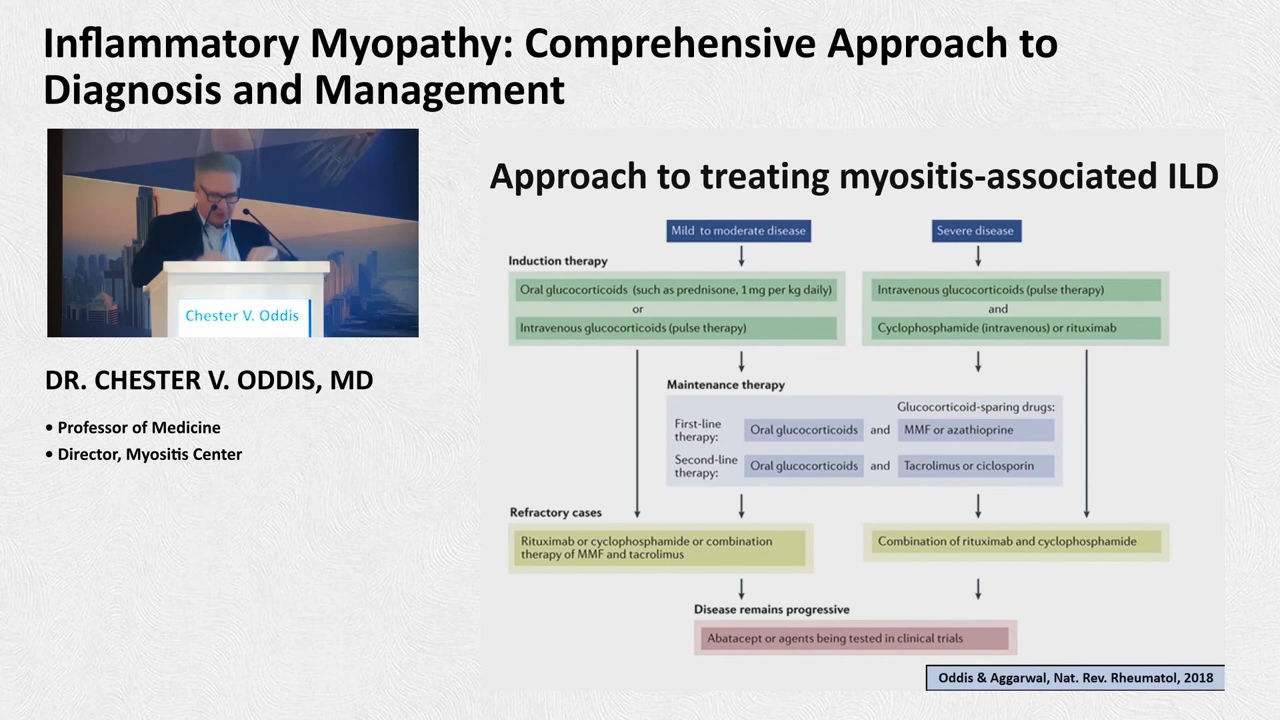 Inflammatory Myopathy: Comprehensive Approach to
Diagnosis and Management
Chester V. Oddis
DR. CHESTER V. ODDIS, MD
• Professor of Medicine
• Director, Myositis Center
Approach to treating myositis-associated ILD
Mild to moderate disease
Severe disease
Induction therapy
Oral glucocorticoids (such as prednisone, 1 mg per kg daily)
or
Intravenous glucocorticoids (pulse therapy)
Intravenous glucocorticoids (pulse therapy)
and
Cyclophosphamide (intravenous) or rituximab
Maintenance therapy
Glucocorticoid-sparing drugs:
First-line
therapy:
Oral glucocorticoids and MMF or azathioprine
Second-line
therapy:
Oral glucocorticoids and Tacrolimus or ciclosporin
Refractory cases
Rituximab or cyclophosphamide or combination
therapy of MMF and tacrolimus
Combination of rituximab and cyclophosphamide
Disease remains progressive
Abatacept or agents being tested in clinical trials
Oddis & Aggarwal, Nat. Rev. Rheumatol, 2018